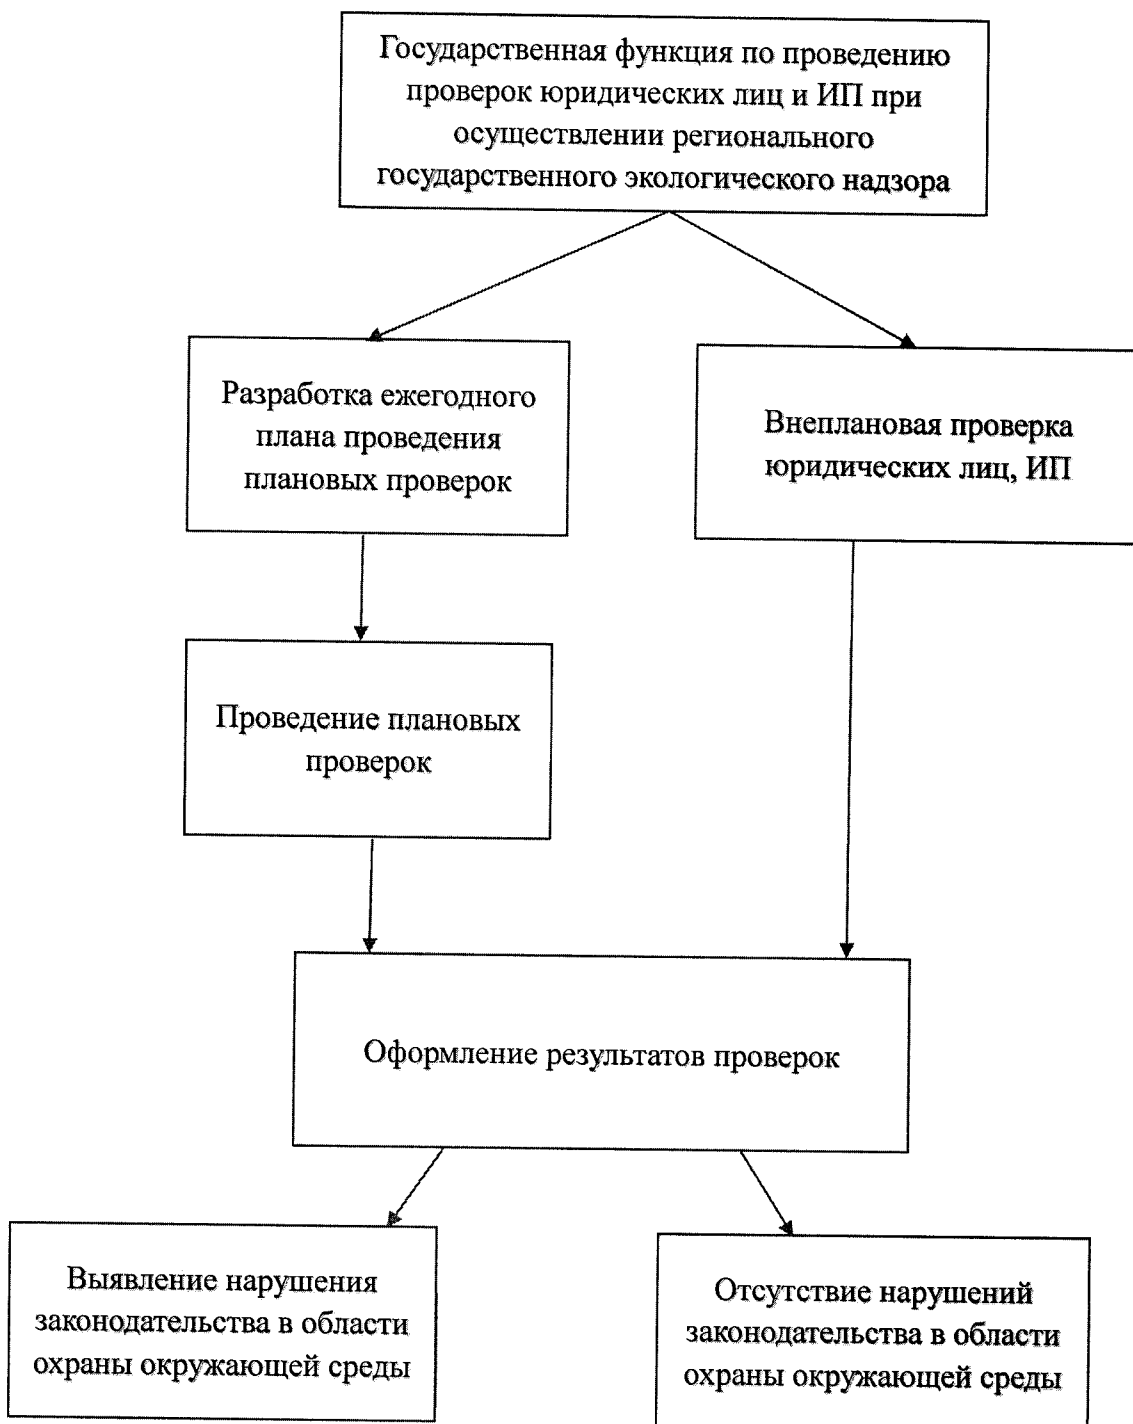 Государственная функция по проведению
проверок юридических лиц и ИП при
осуществлении регионального
государственного экологического надзора
Разработка ежегодного
плана проведения
плановых проверок
Внеплановая проверка
юридических лиц, ИП
Проведение плановых
проверок
Оформление результатов проверок
Выявление нарушения
законодательства в области
охраны окружающей среды
Отсутствие нарушений
законодательства в области
охраны окружающей среды